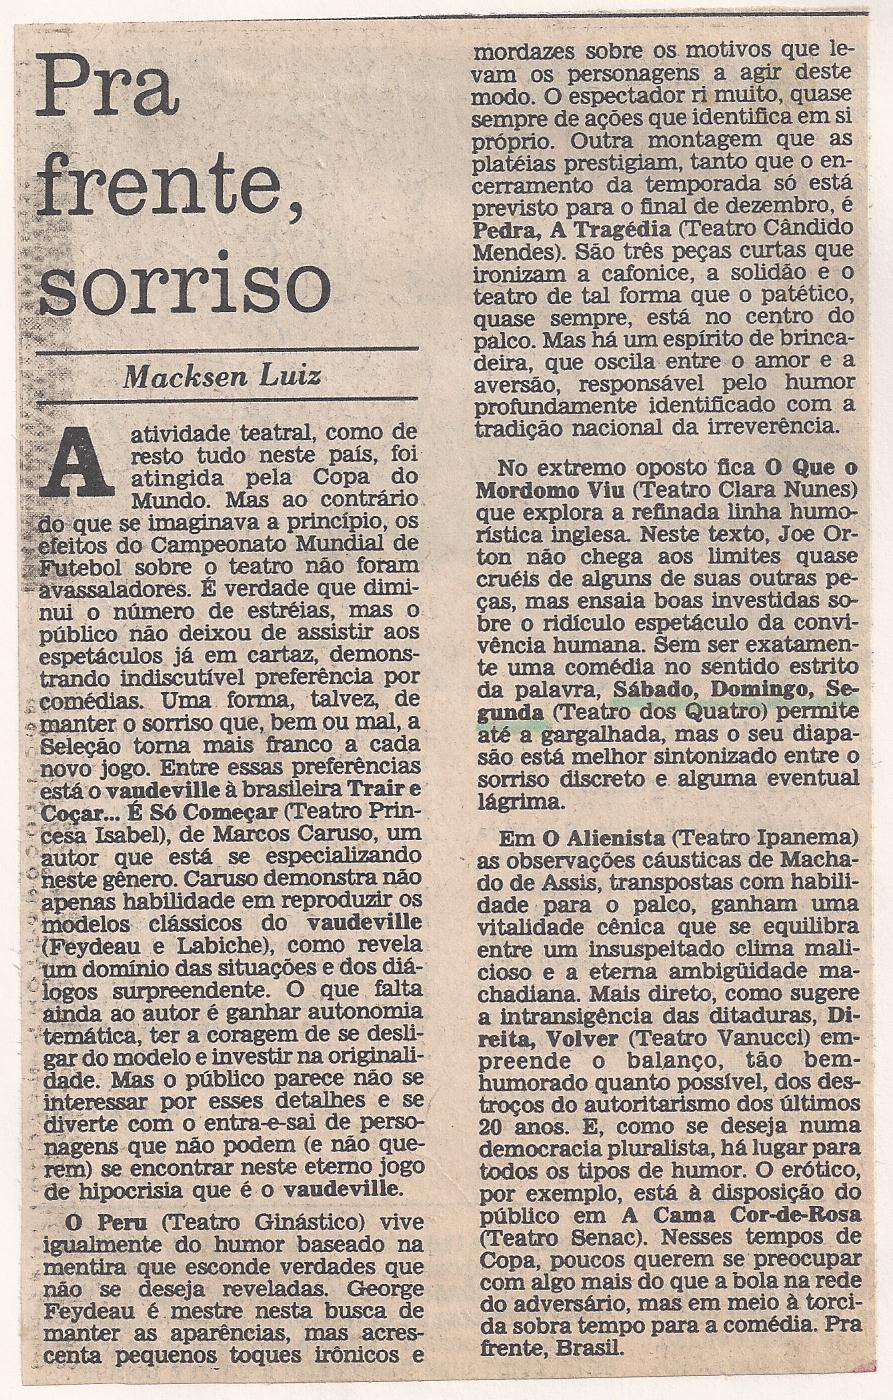 Pra
frente,
sorriso
Macksen Luiz
A atividade teatral, como de
resto tudo neste país, foi
atingida pela Copa do
Mundo. Mas ao contrário
do que se imaginava a princípio, os
efeitos do Campeonato Mundial de
Futebol sobre o teatro não foram
avassaladores. É verdade que dimi-
nui o número de estréias, mas o
público não deixou de assistir aos
espetáculos já em cartaz, demons-
trando indiscutível preferência por
comédias. Uma forma, talvez, de
manter o sorriso que, bem ou mal, a
Seleção torna mais franco a cada
novo jogo. Entre essas preferências
está o vaudeville à brasileira Trair e
Coçar... É Só Começar (Teatro Prin-
cesa Isabel), de Marcos Caruso, um
autor que está se especializando
neste gênero. Caruso demonstra não
apenas habilidade em reproduzir os
modelos clássicos do vaudeville
(Feydeau e Labiche), como revela
um domínio das situações e dos diá-
logos surpreendente. O que falta
ainda ao autor é ganhar autonomia
temática, ter a coragem de se desli-
gar do modelo e investir na originali-
dade. Mas o público parece não se
interessar por esses detalhes e se
diverte com o entra-e-sai de perso-
nagens que não podem (e não que-
rem) se encontrar neste eterno jogo
de hipocrisia que é o vaudeville.
O Peru (Teatro Ginástico) vive
igualmente do humor baseado na
mentira que esconde verdades que
não se deseja reveladas. George
Feydeau é mestre nesta busca de
manter as aparências, mas acres-
centa pequenos toques irônicos e
mordazes sobre os motivos que le-
vam os personagens a agir deste
modo. O espectador ri muito, quase
sempre de ações que identifica em si
próprio. Outra montagem que as
platéias prestigiam, tanto que o en-
cerramento da temporada só está
previsto para o final de dezembro, é
Pedra, A Tragédia (Teatro Cândido
Mendes). São três peças curtas que
ironizam a cafonice, a solidão e o
teatro de tal forma que o patético,
quase sempre, está no centro do
palco. Mas há um espírito de brinca-
deira, que oscila entre o amor e a
aversão, responsável pelo humor
profundamente identificado com a
tradição nacional da irreverência.
No extremo oposto fica O Que o
Mordomo Viu (Teatro Clara Nunes)
que explora a refinada linha humo-
rística inglesa. Neste texto, Joe Or-
ton não chega aos limites quase
cruéis de alguns de suas outras pe-
ças, mas ensaia boas investidas so-
bre o ridículo espetáculo da convi-
vência humana. Sem ser exatamen-
te uma comédia no sentido estrito
da palavra, Sábado, Domingo, Se-
gunda (Teatro dos Quatro) permite
até a gargalhada, mas o seu diapa-
são está melhor sintonizado entre o
sorriso discreto e alguma eventual
lágrima.
Em O Alienista (Teatro Ipanema)
as observações cáusticas de Macha-
do de Assis, transpostas com habili-
dade para o palco, ganham uma
vitalidade cênica que se equilibra
entre um insuspeitado clima mali-
cioso e a eterna ambigüidade ma-
chadiana. Mais direto, como sugere
a intransigência das ditaduras, Di-
reita, Volver (Teatro Vanucci) em-
preende o balanço, tão bem-
humorado quanto possível, dos des-
troços do autoritarismo dos últimos
20 anos. E, como se deseja numa
democracia pluralista, há lugar para
todos os tipos de humor. O erótico,
por exemplo, está à disposição do
público em A Cama Cor-de-Rosa
(Teatro Senac). Nesses tempos de
Copa, poucos querem se preocupar
com algo mais do que a bola na rede
do adversário, mas em meio à torci-
da sobra tempo para a comédia. Pra
frente, Brasil.